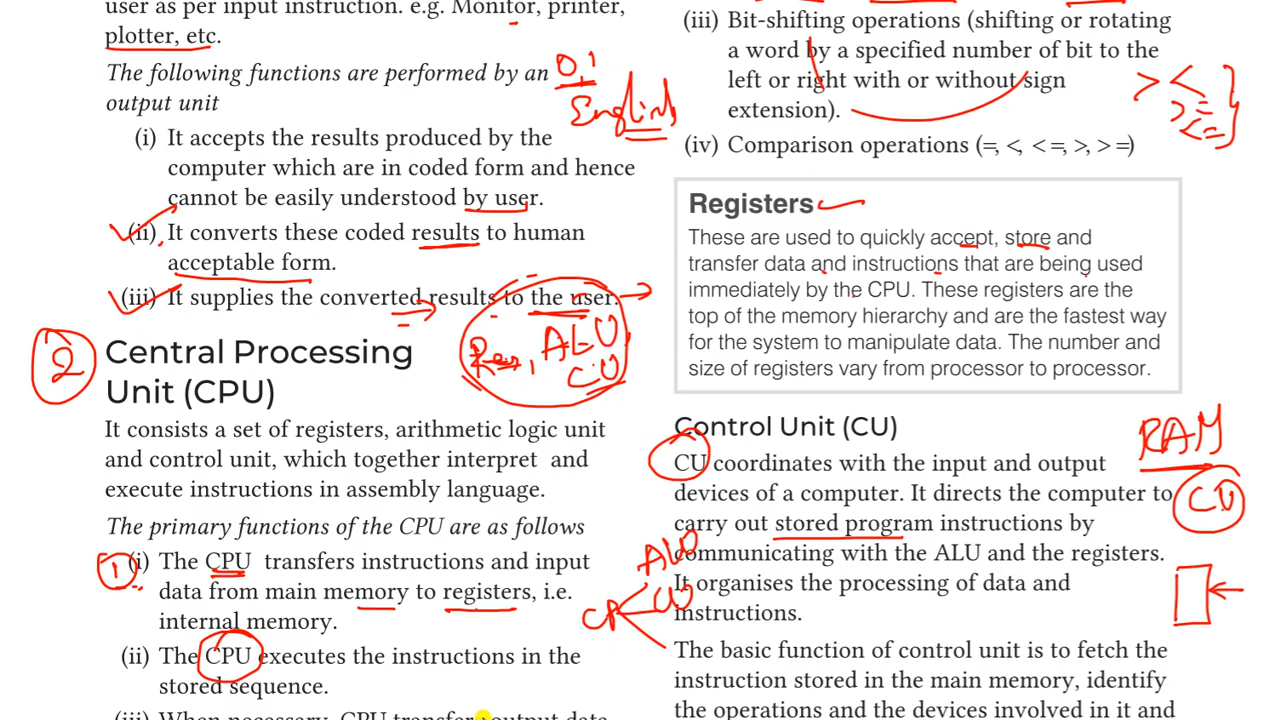 user as per input instruction. e.g. Monitor, printer,
plotter, etc.
The following functions are performed by an
output unit
0,1
English
(i) It accepts the results produced by the
computer which are in coded form and hence
cannot be easily understood by user.
(ii) It converts these coded results to human
acceptable form.
(iii) It supplies the converted results to the user.
2
Central Processing
Unit (CPU)
ALU
CU
It consists a set of registers, arithmetic logic unit
and control unit, which together interpret and
execute instructions in assembly language.
The primary functions of the CPU are as follows
1
(i) The CPU transfers instructions and input
data from main memory to registers, i.e.
internal memory.
(ii) The CPU executes the instructions in the
stored sequence.
(iii) When necessary, CPU transfer output data
(iii) Bit-shifting operations (shifting or rotating
a word by a specified number of bit to the
left or right with or without sign
extension).
> <
>=
<=
(iv) Comparison operations (=, <, < =, >, > =)
Registers
These are used to quickly accept, store and
transfer data and instructions that are being used
immediately by the CPU. These registers are the
top of the memory hierarchy and are the fastest way
for the system to manipulate data. The number and
size of registers vary from processor to processor.
Control Unit (CU)
RAM
CU
CU coordinates with the input and output
devices of a computer. It directs the computer to
carry out stored program instructions by
communicating with the ALU and the registers.
It organises the processing of data and
instructions.
ALU
CU
The basic function of control unit is to fetch the
instruction stored in the main memory, identify
the operations and the devices involved in it and